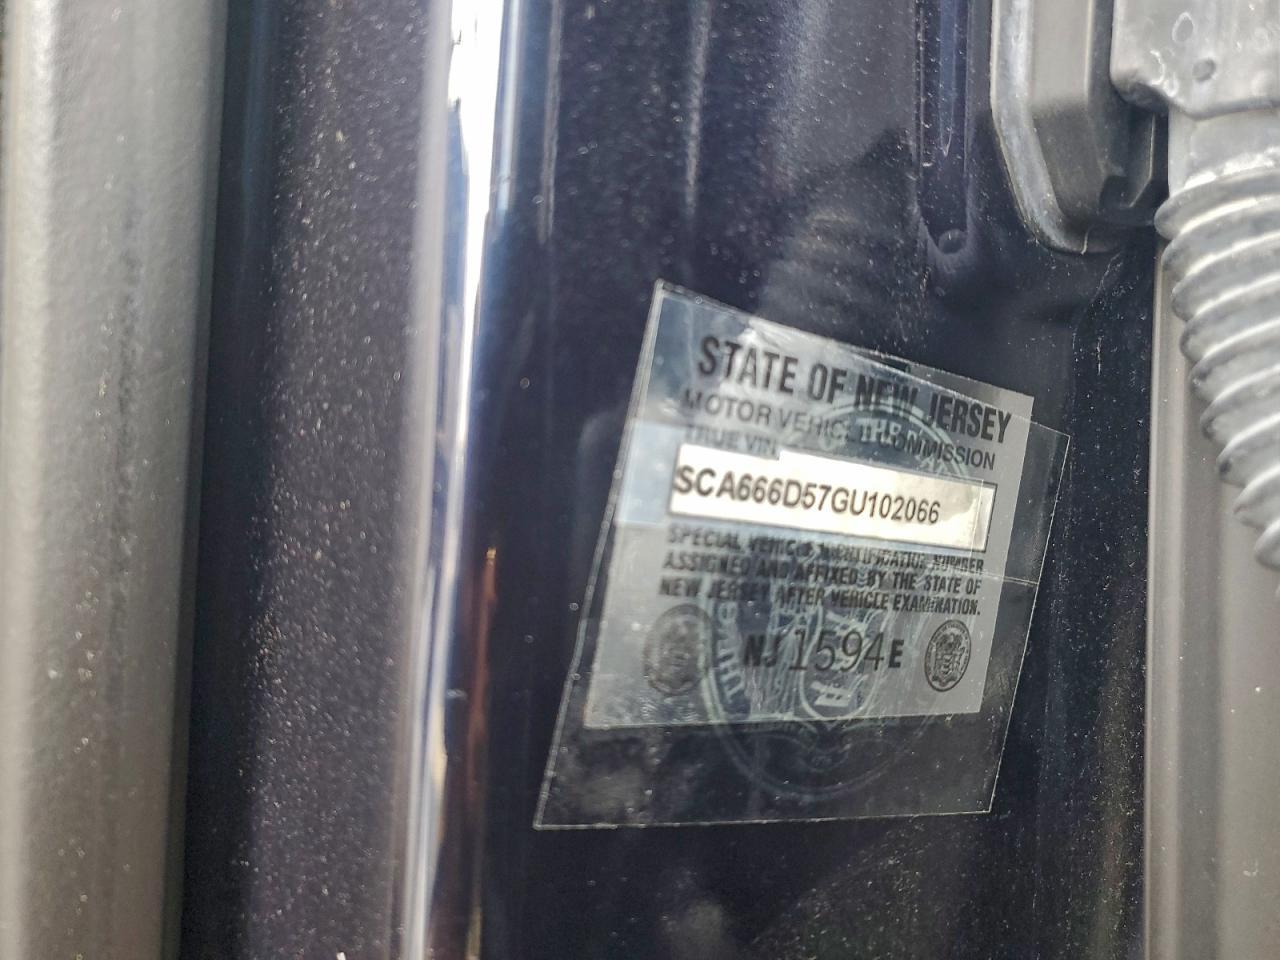 STATE OF NEW JERSEY
MOTOR VEHICLE COMMISSION
TRUE VIN
SCA666D57GU102066
SPECIAL VEHICLE IDENTIFICATION NUMBER
ASSIGNED AND AFFIXED BY THE STATE OF
NEW JERSEY AFTER VEHICLE EXAMINATION.
NJ 1594 E